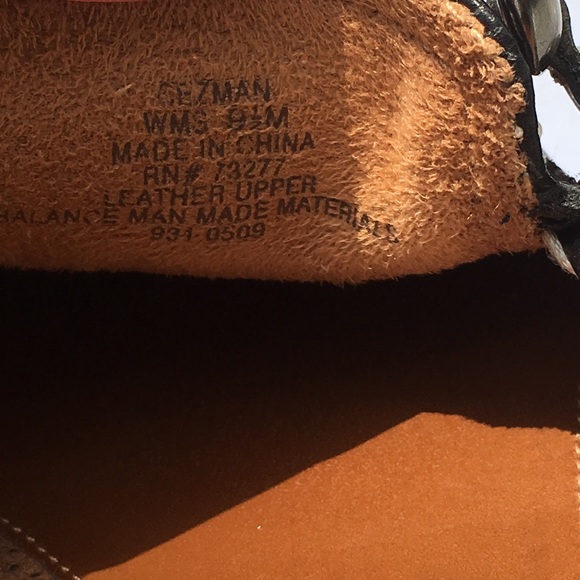 WMS 9½M
MADE IN CHINA
RN# 73277
LEATHER UPPER
BALANCE MAN MADE MATERIALS
931 0509